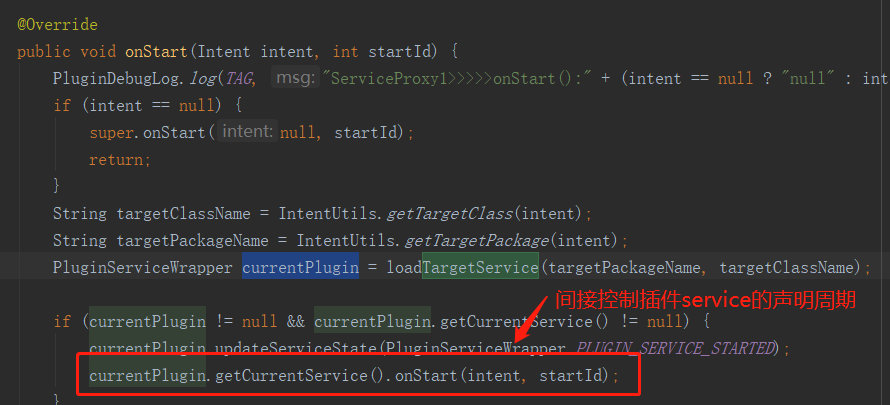 @Override
public void onStart(Intent intent, int startId) {
PluginDebugLog.log(TAG, msg: "ServiceProxy1>>>>>onStart():" + (intent == null ? "null" : int
if (intent == null) {
super.onStart( intent: null, startId);
return;
}
String targetClassName = IntentUtils.getTargetClass(intent);
String targetPackageName = IntentUtils.getTargetPackage(intent);
PluginServiceWrapper currentPlugin = loadTargetService(targetPackageName, targetClassName);
间接控制插件service的声明周期
if (currentPlugin != null && currentPlugin.getCurrentService() != null) {
currentPlugin.updateServiceState(PluginServiceWrapper.PLUGIN_SERVICE_STARTED);
currentPlugin.getCurrentService().onStart(intent, startId);
}